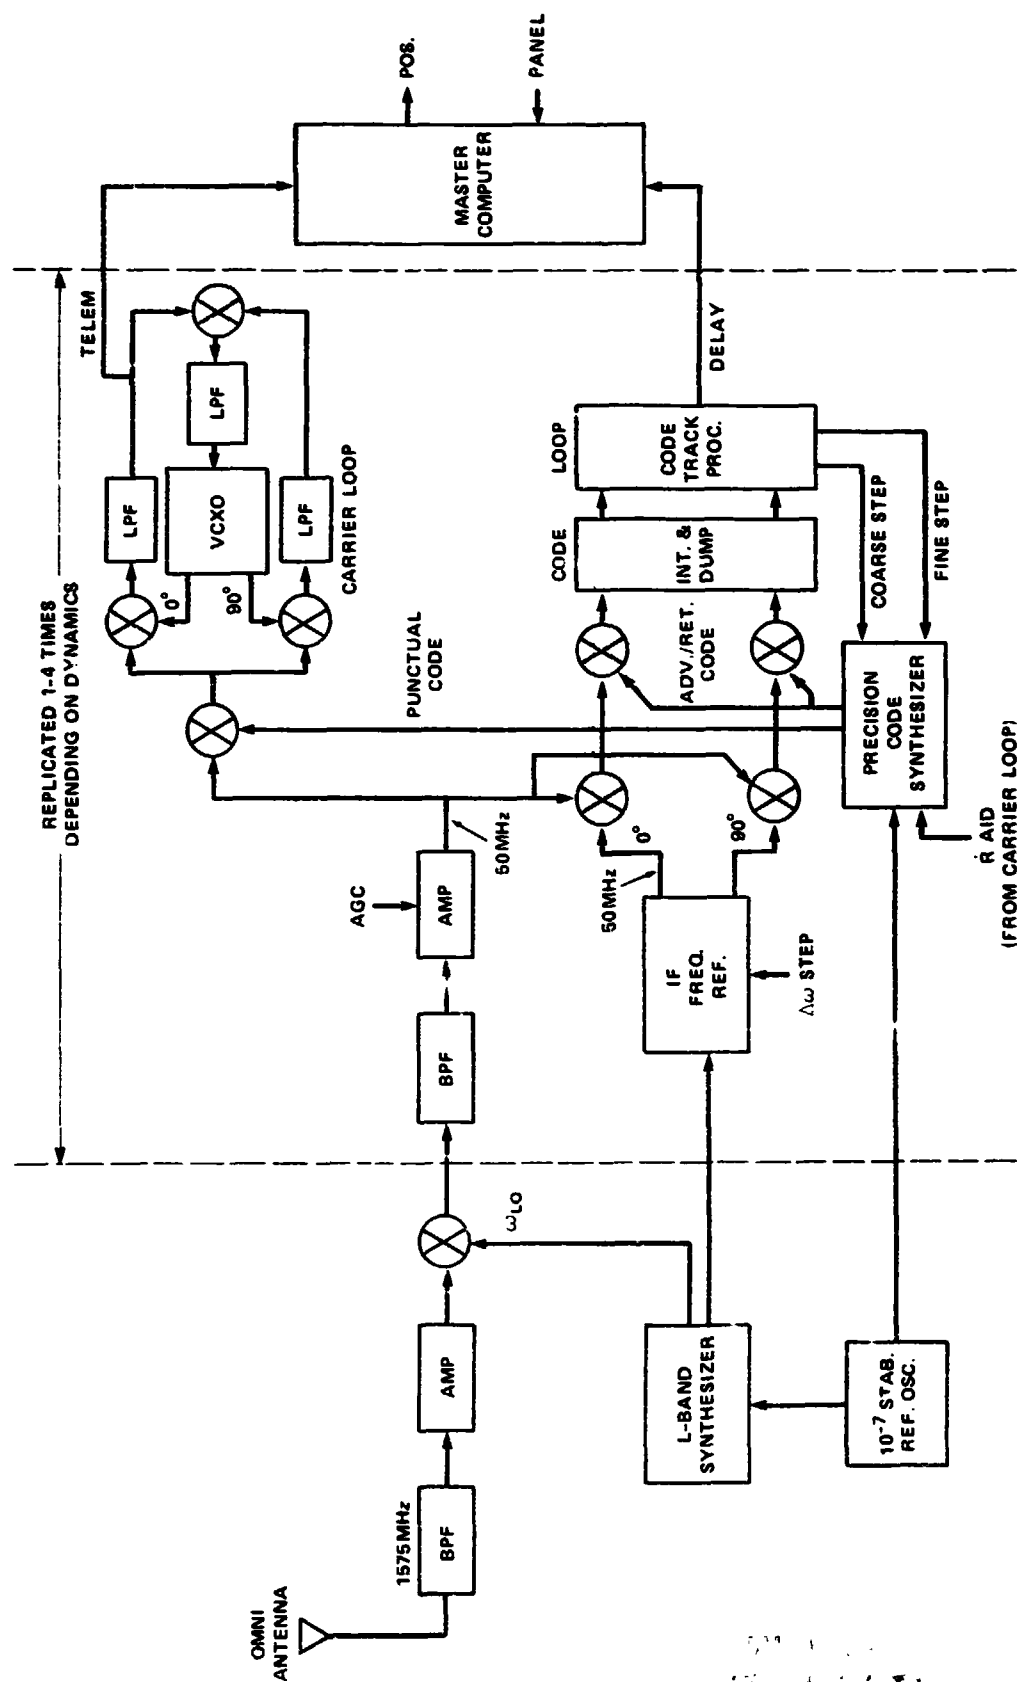 REPLICATED 1-4 TIMES
DEPENDING ON DYNAMICS
OMNI
ANTENNA
1575MHz
BPF
AMP
ωLO
BPF
AGC
AMP
50MHz
PUNCTUAL
CODE
0°
90°
LPF
VCXO
LPF
LPF
CARRIER LOOP
TELEM
MASTER
COMPUTER
POS.
PANEL
L-BAND
SYNTHESIZER
IF
FREQ.
REF.
50MHz
0°
90°
Δω STEP
ADV./RET.
CODE
CODE LOOP
INT. &
DUMP
CODE
TRACK
PROC.
DELAY
COARSE STEP
FINE STEP
10-7 STAB.
REF. OSC.
PRECISION
CODE
SYNTHESIZER
Ṙ AID
(FROM CARRIER LOOP)